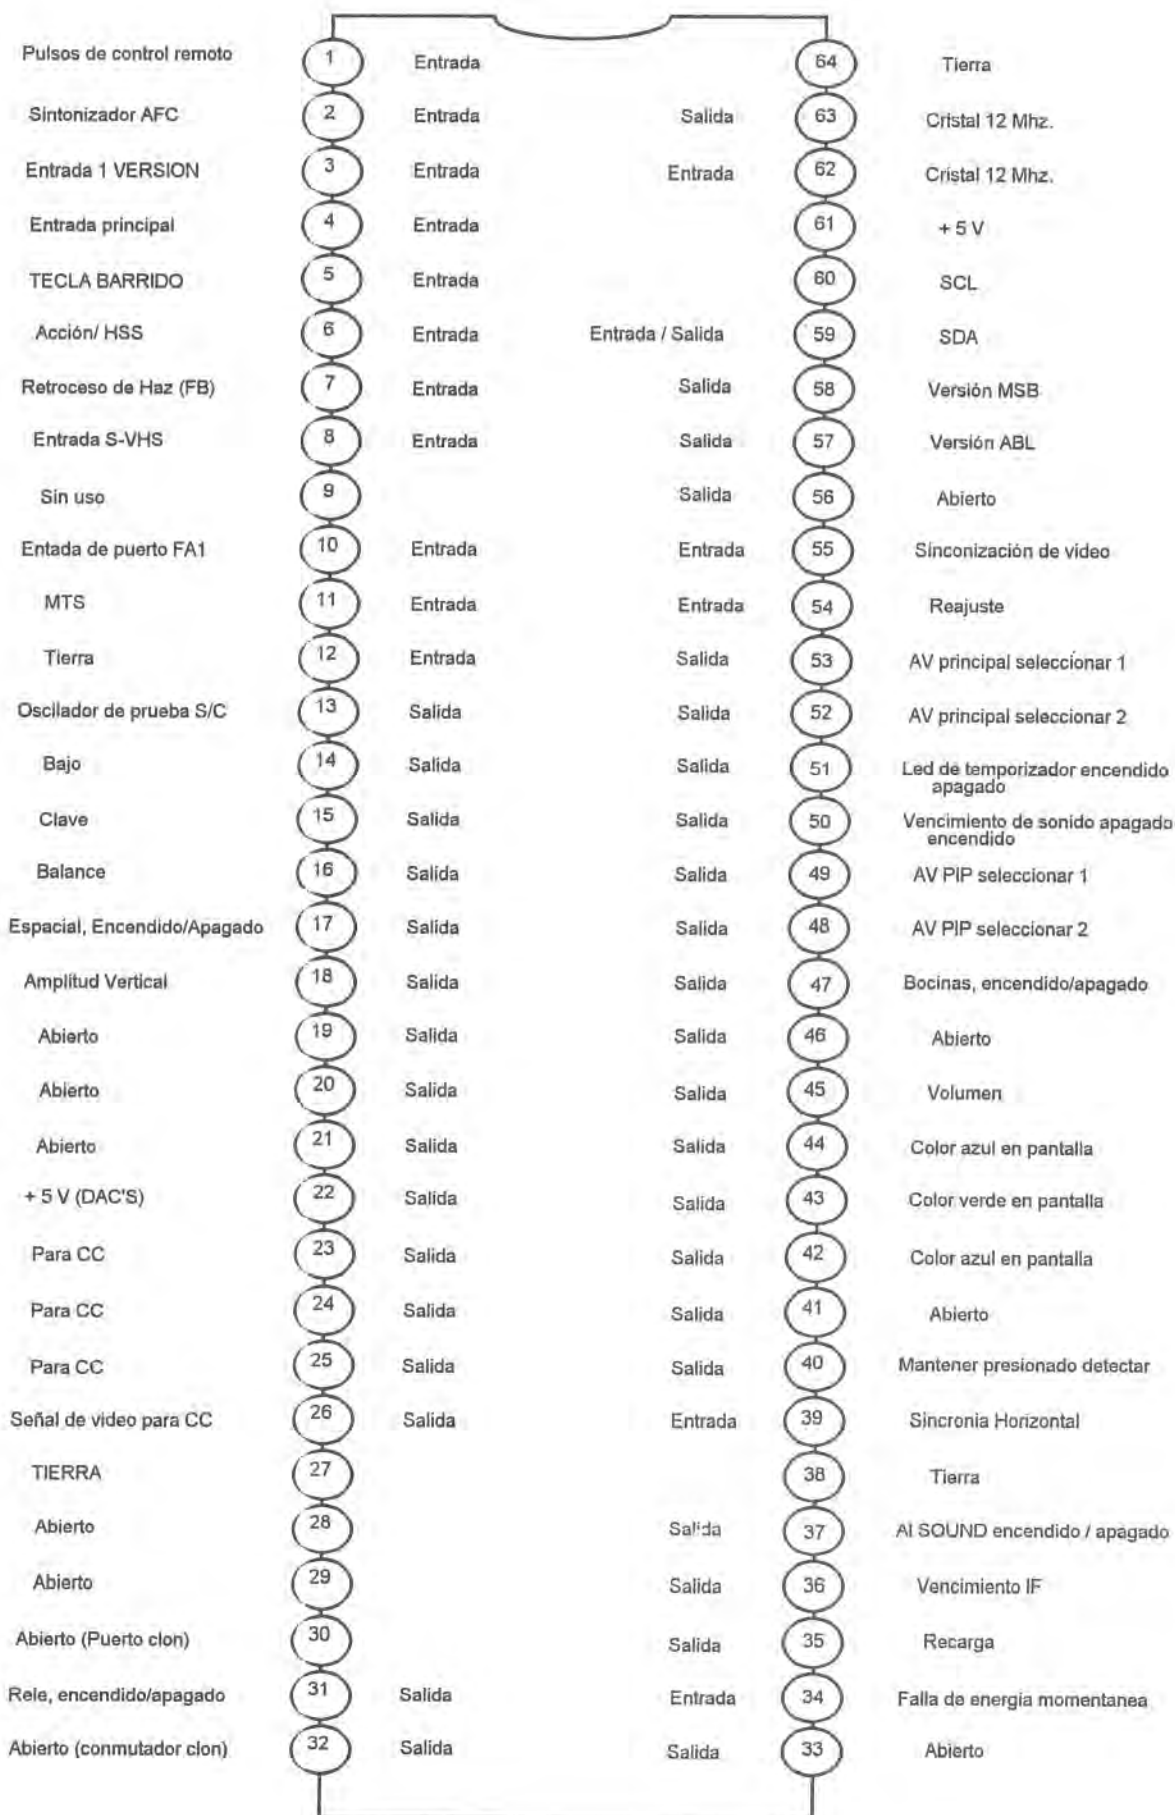 Pulsos de control remoto 1 Entrada 64 Tierra
Sintonizador AFC 2 Entrada Salida 63 Cristal 12 Mhz.
Entrada 1 VERSION 3 Entrada Entrada 62 Cristal 12 Mhz.
Entrada principal 4 Entrada 61 + 5 V
TECLA BARRIDO 5 Entrada 60 SCL
Acción/ HSS 6 Entrada Entrada / Salida 59 SDA
Retroceso de Haz (FB) 7 Entrada Salida 58 Versión MSB
Entrada S-VHS 8 Entrada Salida 57 Versión ABL
Sin uso 9 Salida 56 Abierto
Entada de puerto FA1 10 Entrada Entrada 55 Sinconización de video
MTS 11 Entrada Entrada 54 Reajuste
Tierra 12 Entrada Salida 53 AV principal seleccionar 1
Oscilador de prueba S/C 13 Salida Salida 52 AV principal seleccionar 2
Bajo 14 Salida Salida 51 Led de temporizador encendido
apagado
Clave 15 Salida Salida 50 Vencimiento de sonido apagado
encendido
Balance 16 Salida Salida 49 AV PIP seleccionar 1
Espacial, Encendido/Apagado 17 Salida Salida 48 AV PIP seleccionar 2
Amplitud Vertical 18 Salida Salida 47 Bocinas, encendido/apagado
Abierto 19 Salida Salida 46 Abierto
Abierto 20 Salida Salida 45 Volumen
Abierto 21 Salida Salida 44 Color azul en pantalla
+ 5 V (DAC'S) 22 Salida Salida 43 Color verde en pantalla
Para CC 23 Salida Salida 42 Color azul en pantalla
Para CC 24 Salida Salida 41 Abierto
Para CC 25 Salida Salida 40 Mantener presionado detectar
Señal de video para CC 26 Salida Entrada 39 Sincronia Horizontal
TIERRA 27 38 Tierra
Abierto 28 Salida 37 AI SOUND encendido / apagado
Abierto 29 Salida 36 Vencimiento IF
Abierto (Puerto clon) 30 Salida 35 Recarga
Rele, encendido/apagado 31 Salida Entrada 34 Falla de energia momentanea
Abierto (conmutador clon) 32 Salida Salida 33 Abierto